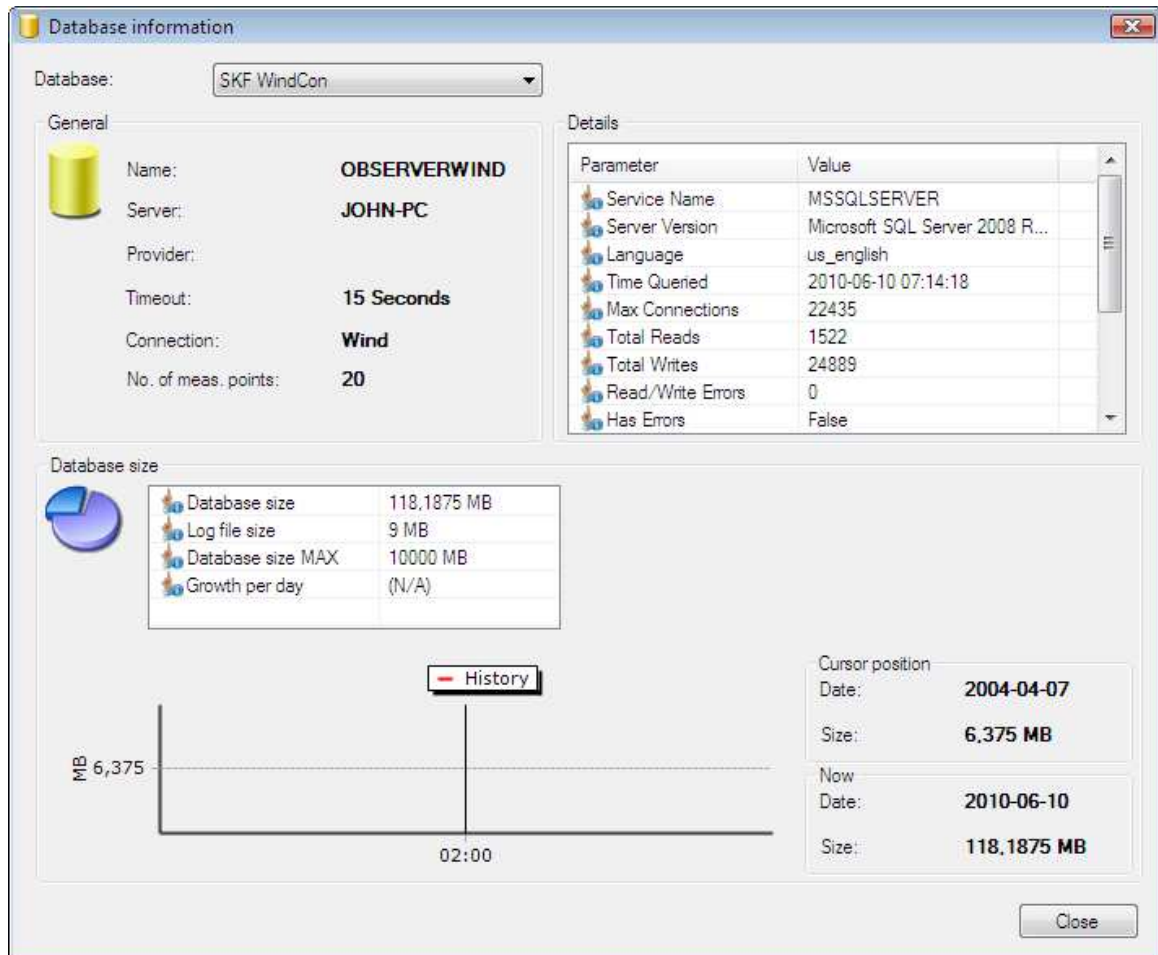 Database information
Database: SKF WindCon
General
Name: OBSERVERWIND
Server: JOHN-PC
Provider:
Timeout: 15 Seconds
Connection: Wind
No. of meas. points: 20
Details
Parameter Value
Service Name MSSQLSERVER
Server Version Microsoft SQL Server 2008 R...
Language us_english
Time Queried 2010-06-10 07:14:18
Max Connections 22435
Total Reads 1522
Total Writes 24889
Read/Write Errors 0
Has Errors False
Database size
Database size 118,1875 MB
Log file size 9 MB
Database size MAX 10000 MB
Growth per day (N/A)
History
MB
6,375
02:00
Cursor position
Date: 2004-04-07
Size: 6,375 MB
Now
Date: 2010-06-10
Size: 118,1875 MB
Close